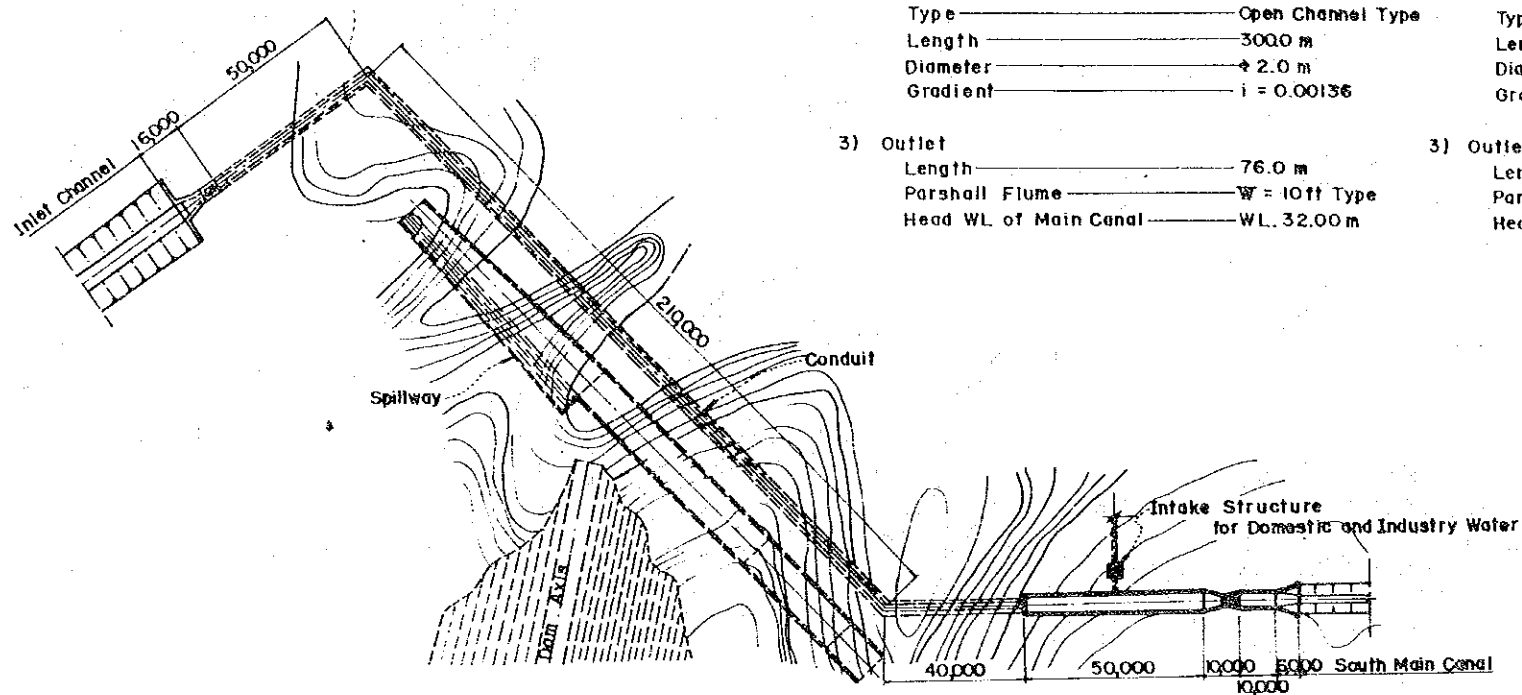 Type Open Channel Type
Length 300.0 m
Diameter ϕ 2.0 m
Gradient i = 0.00136
3) Outlet
Length 76.0 m
Parshall Flume W = 10ft Type
Head WL of Main Canal WL. 32.00 m
Typ
Len
Dia
Gr
3) Outle
Len
Par
Hea
50,000
16,000
Inlet Channel
210,000
Conduit
Spillway
Dam Axis
Intake Structure
for Domestic and Industry Water
40,000
50,000
10,000
South Main Canal
10,000